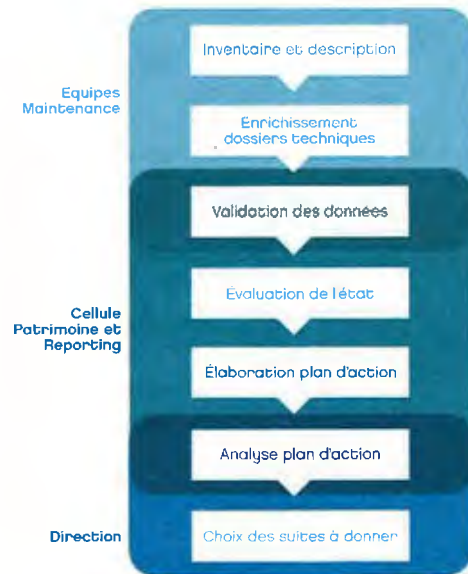 Inventaire et description
Equipes
Maintenance
Enrichissement
dossiers techniques
Validation des données
Évaluation de l'état
Cellule
Patrimoine et
Reporting
Élaboration plan d'action
Analyse plan d'action
Direction
Choix des suites à donner